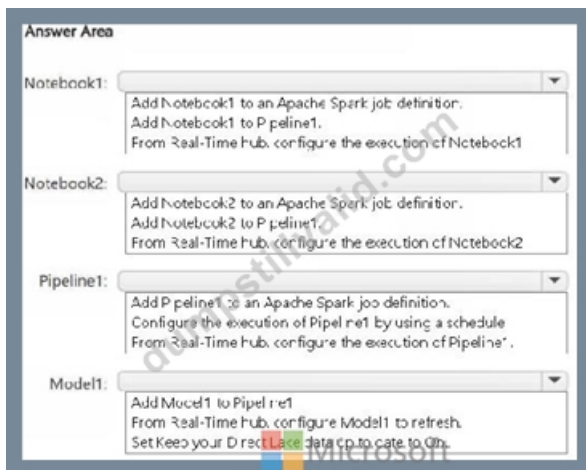 Answer Area
Notebook1:
Add Notebook1 to an Apache Spark job definition.
Add Notebook1 to Pipeline1.
From Real-Time hub, configure the execution of Notebook1
Notebook2:
Add Notebook2 to an Apache Spark job definition.
Add Notebook2 to Pipeline1.
From Real-Time hub, configure the execution of Notebook2
Pipeline1:
Add Pipeline1 to an Apache Spark job definition.
Configure the execution of Pipeline1 by using a schedule
From Real-Time hub, configure the execution of Pipeline1.
Model1:
Add Model1 to Pipeline1
From Real-Time hub, configure Model1 to refresh.
Set Keep your Direct Lake data up to date to On.
dumpstillvalid.com
Microsoft